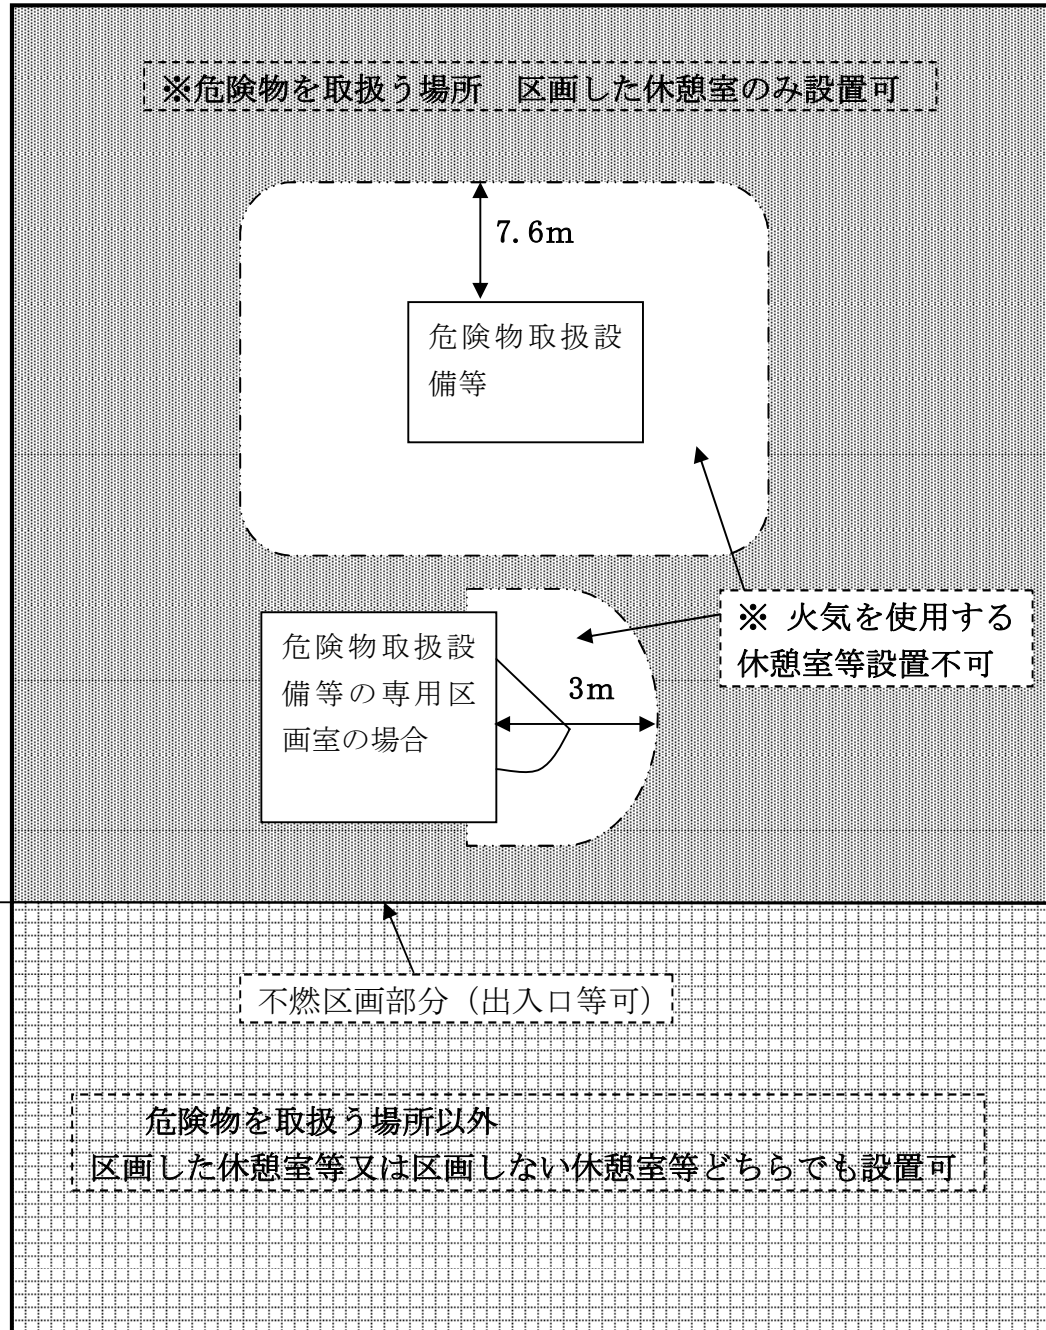 ※危険物を取扱う場所　区画した休憩室のみ設置可
7.6m
危険物取扱設
備等
※ 火気を使用する
休憩室等設置不可
危険物取扱設
備等の専用区
画室の場合
3m
不燃区画部分（出入口等可）
危険物を取扱う場所以外
区画した休憩室等又は区画しない休憩室等どちらでも設置可